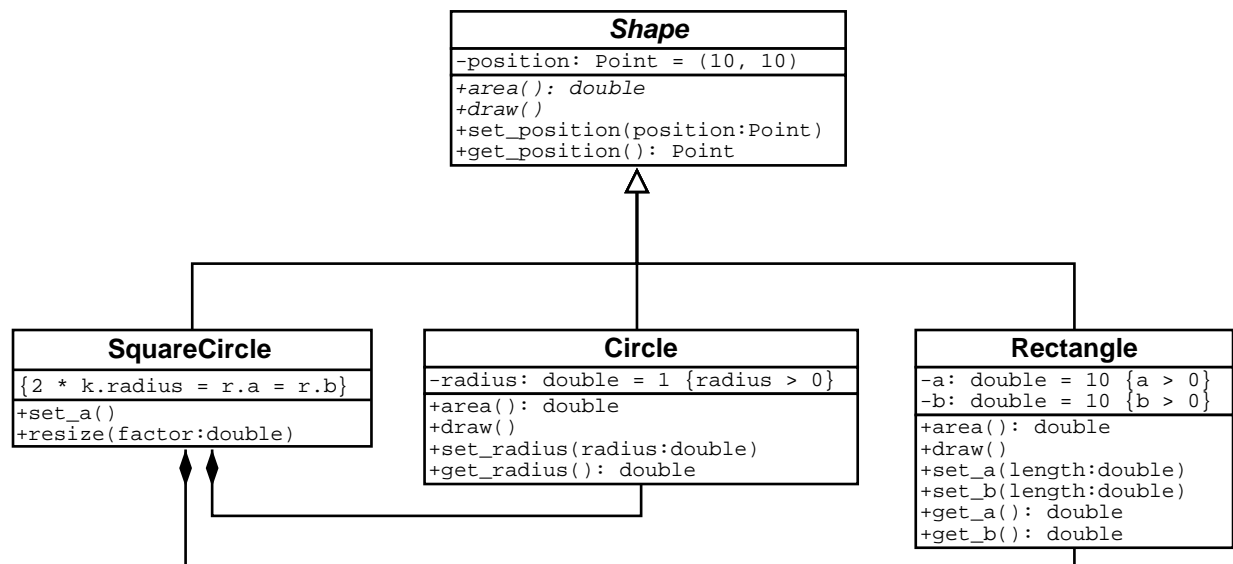 Shape
-position: Point = (10, 10)
+area(): double
+draw()
+set_position(position:Point)
+get_position(): Point
SquareCircle
{2 * k.radius = r.a = r.b}
+set_a()
+resize(factor:double)
Circle
-radius: double = 1 {radius > 0}
+area(): double
+draw()
+set_radius(radius:double)
+get_radius(): double
Rectangle
-a: double = 10 {a > 0}
-b: double = 10 {b > 0}
+area(): double
+draw()
+set_a(length:double)
+set_b(length:double)
+get_a(): double
+get_b(): double